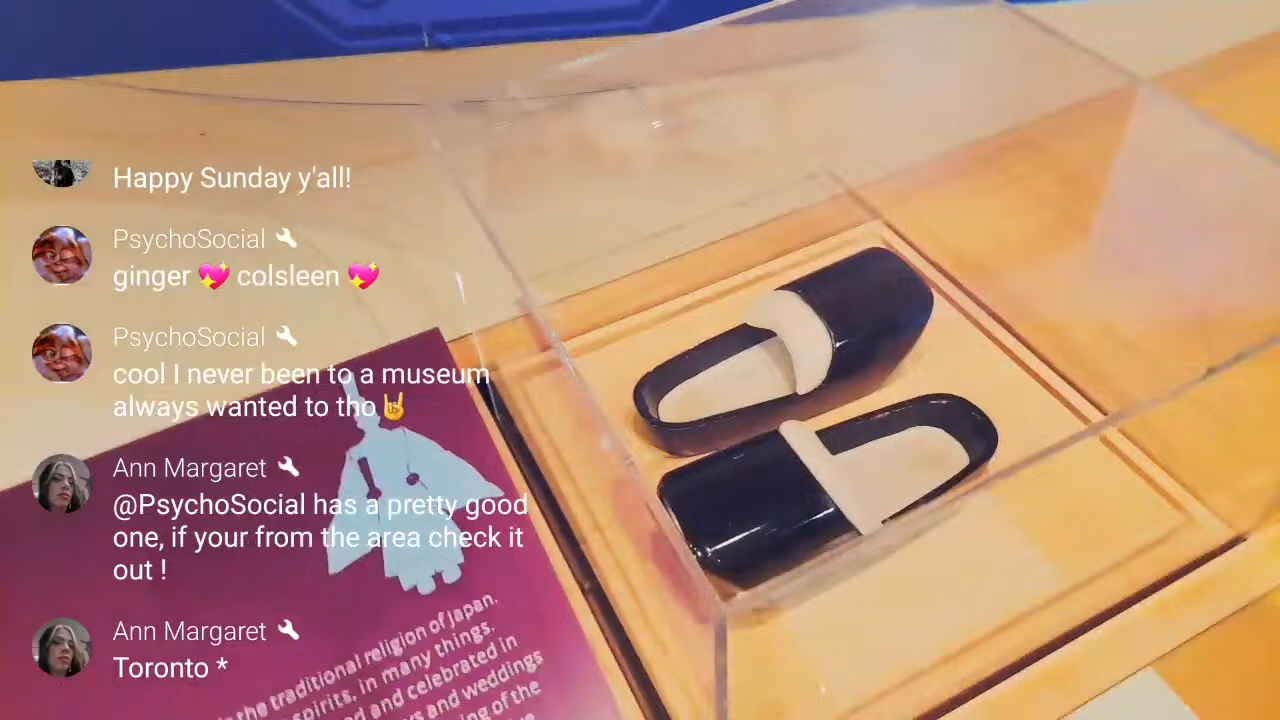 Happy Sunday y'all!
PsychoSocial
ginger 💖 colsleen 💖
PsychoSocial
cool I never been to a museum
always wanted to tho🤘
Ann Margaret
@PsychoSocial has a pretty good
one, if your from the area check it
out !
Ann Margaret
Toronto *
the traditional religion of Japan.
spirits, in many things.
and celebrated in
and weddings
of the